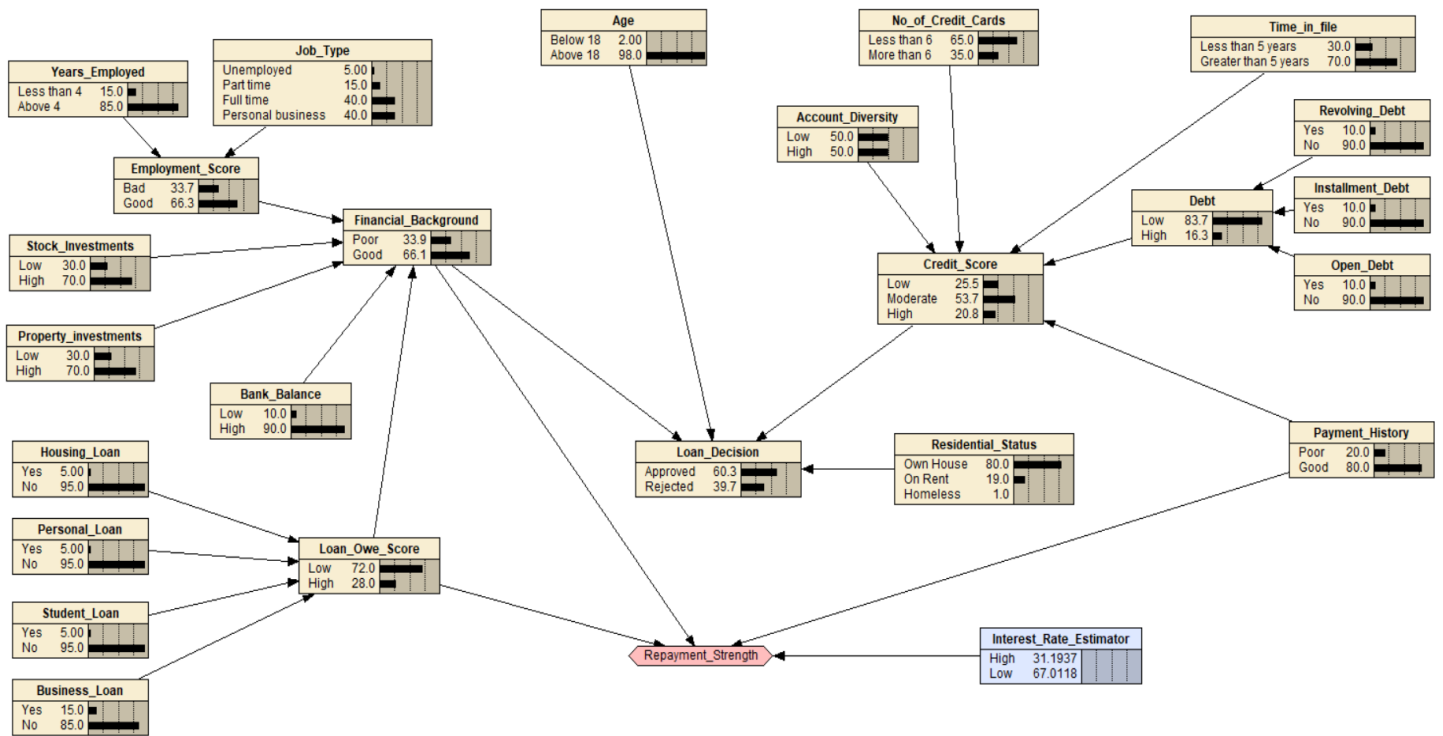 Age
Below 18 2.00
Above 18 98.0
No_of_Credit_Cards
Less than 6 65.0
More than 6 35.0
Time_in_file
Less than 5 years 30.0
Greater than 5 years 70.0
Job_Type
Unemployed 5.00
Part time 15.0
Full time 40.0
Personal business 40.0
Years_Employed
Less than 4 15.0
Above 4 85.0
Account_Diversity
Low 50.0
High 50.0
Revolving_Debt
Yes 10.0
No 90.0
Employment_Score
Bad 33.7
Good 66.3
Installment_Debt
Yes 10.0
No 90.0
Debt
Low 83.7
High 16.3
Financial_Background
Poor 33.9
Good 66.1
Stock_Investments
Low 30.0
High 70.0
Credit_Score
Low 25.5
Moderate 53.7
High 20.8
Open_Debt
Yes 10.0
No 90.0
Property_investments
Low 30.0
High 70.0
Bank_Balance
Low 10.0
High 90.0
Housing_Loan
Yes 5.00
No 95.0
Loan_Decision
Approved 60.3
Rejected 39.7
Residential_Status
Own House 80.0
On Rent 19.0
Homeless 1.0
Payment_History
Poor 20.0
Good 80.0
Personal_Loan
Yes 5.00
No 95.0
Loan_Owe_Score
Low 72.0
High 28.0
Student_Loan
Yes 5.00
No 95.0
Repayment_Strength
Interest_Rate_Estimator
High 31.1937
Low 67.0118
Business_Loan
Yes 15.0
No 85.0